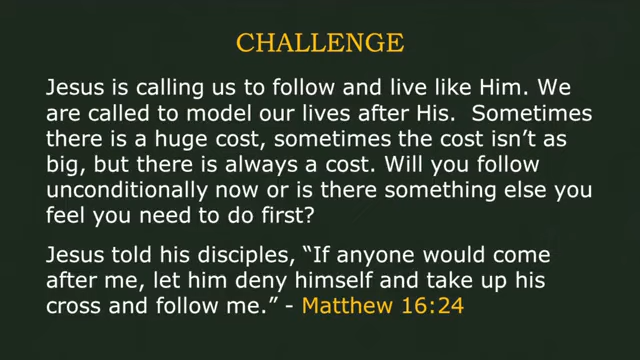 CHALLENGE
Jesus is calling us to follow and live like Him. We
are called to model our lives after His.  Sometimes
there is a huge cost, sometimes the cost isn’t as
big, but there is always a cost. Will you follow
unconditionally now or is there something else you
feel you need to do first?
Jesus told his disciples, “If anyone would come
after me, let him deny himself and take up his
cross and follow me.” - Matthew 16:24